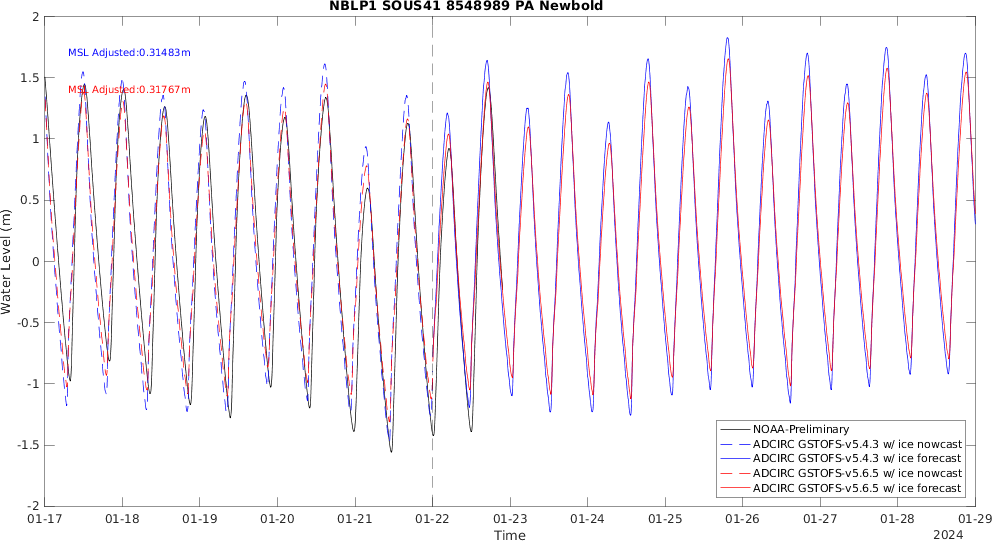 NBLP1 SOUS41 8548989 PA Newbold
MSL Adjusted:0.31483m
MSL Adjusted:0.31767m
2
1.5
1
0.5
0
-0.5
-1
-1.5
-2
Water Level (m)
NOAA-Preliminary
ADCIRC GSTOFS-v5.4.3 w/ ice nowcast
ADCIRC GSTOFS-v5.4.3 w/ ice forecast
ADCIRC GSTOFS-v5.6.5 w/ ice nowcast
ADCIRC GSTOFS-v5.6.5 w/ ice forecast
01-17 01-18 01-19 01-20 01-21 01-22 01-23 01-24 01-25 01-26 01-27 01-28 01-29
Time
2024